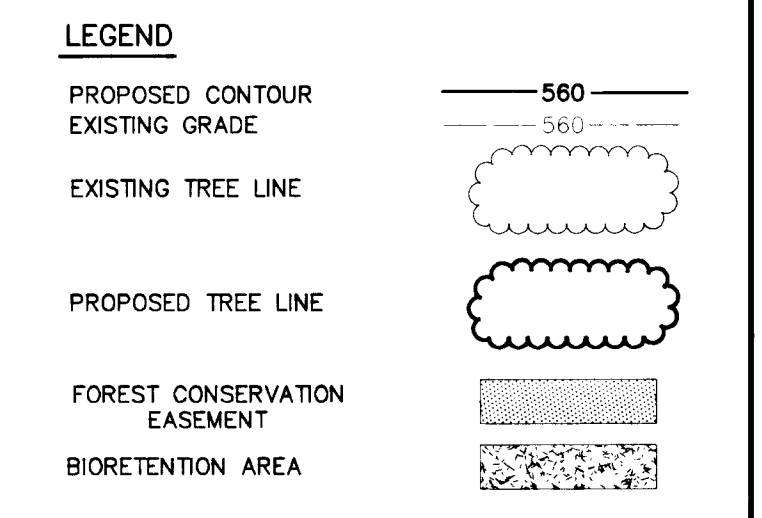 LEGEND
PROPOSED CONTOUR 560
EXISTING GRADE 560
EXISTING TREE LINE
PROPOSED TREE LINE
FOREST CONSERVATION
EASEMENT
BIORETENTION AREA